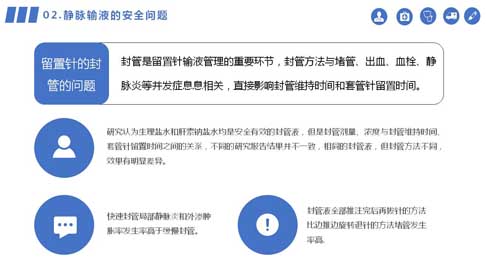 02.静脉输液的安全问题
留置针的封
管的问题
封管是留置针输液管理的重要环节，封管方法与堵管、出血、血栓、静
脉炎等并发症息息相关，直接影响封管维持时间和套管针留置时间。
研究认为生理盐水和肝素钠盐水均是安全有效的封管液，但是封管剂量、浓度与封管维持时间、
套管针留置时间之间的关系，不同的研究报告结果并不一致，相同的封管液，但封管方法不同，
效果有明显差异。
快速封管局部静脉炎和外渗肿
胀率发生率高于缓慢封管。
封管液全部推注完后再拔针的方法
比边推边旋转退针的方法堵管发生
率高.